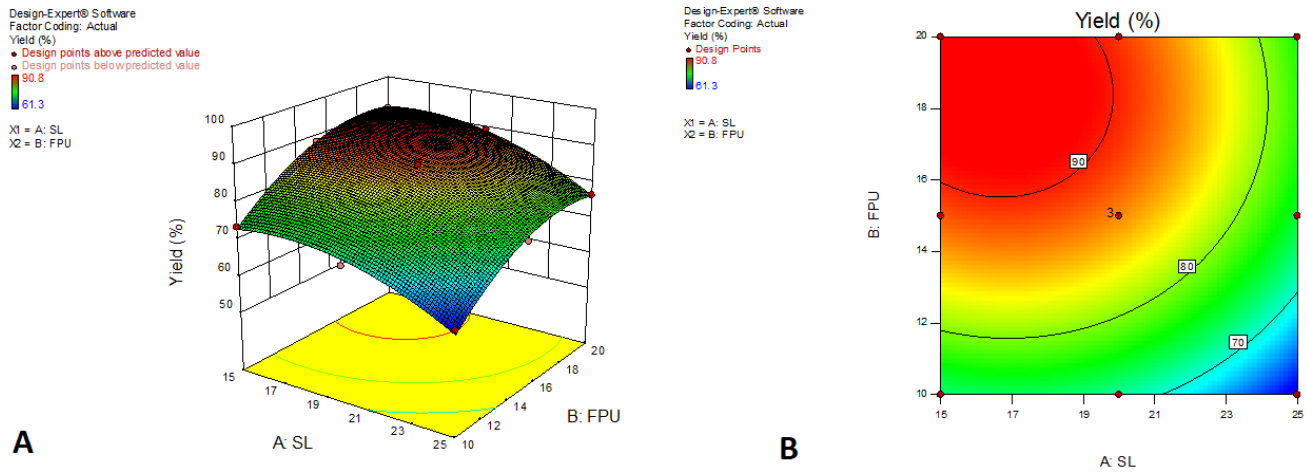 Design-Expert® Software
Factor Coding: Actual
Yield (%)
Design points above predicted value
Design points below predicted value
90.8
61.3
X1 = A: SL
X2 = B: FPU
100
90
80
70
60
50
Yield (%)
15
17
19
21
23
25
A: SL
10
12
14
16
18
20
B: FPU
A
Design-Expert® Software
Factor Coding: Actual
Yield (%)
Design Points
90.8
61.3
X1 = A: SL
X2 = B: FPU
B
Yield (%)
20
18
16
14
12
10
B: FPU
90
3
80
70
15
17
19
21
23
25
A: SL